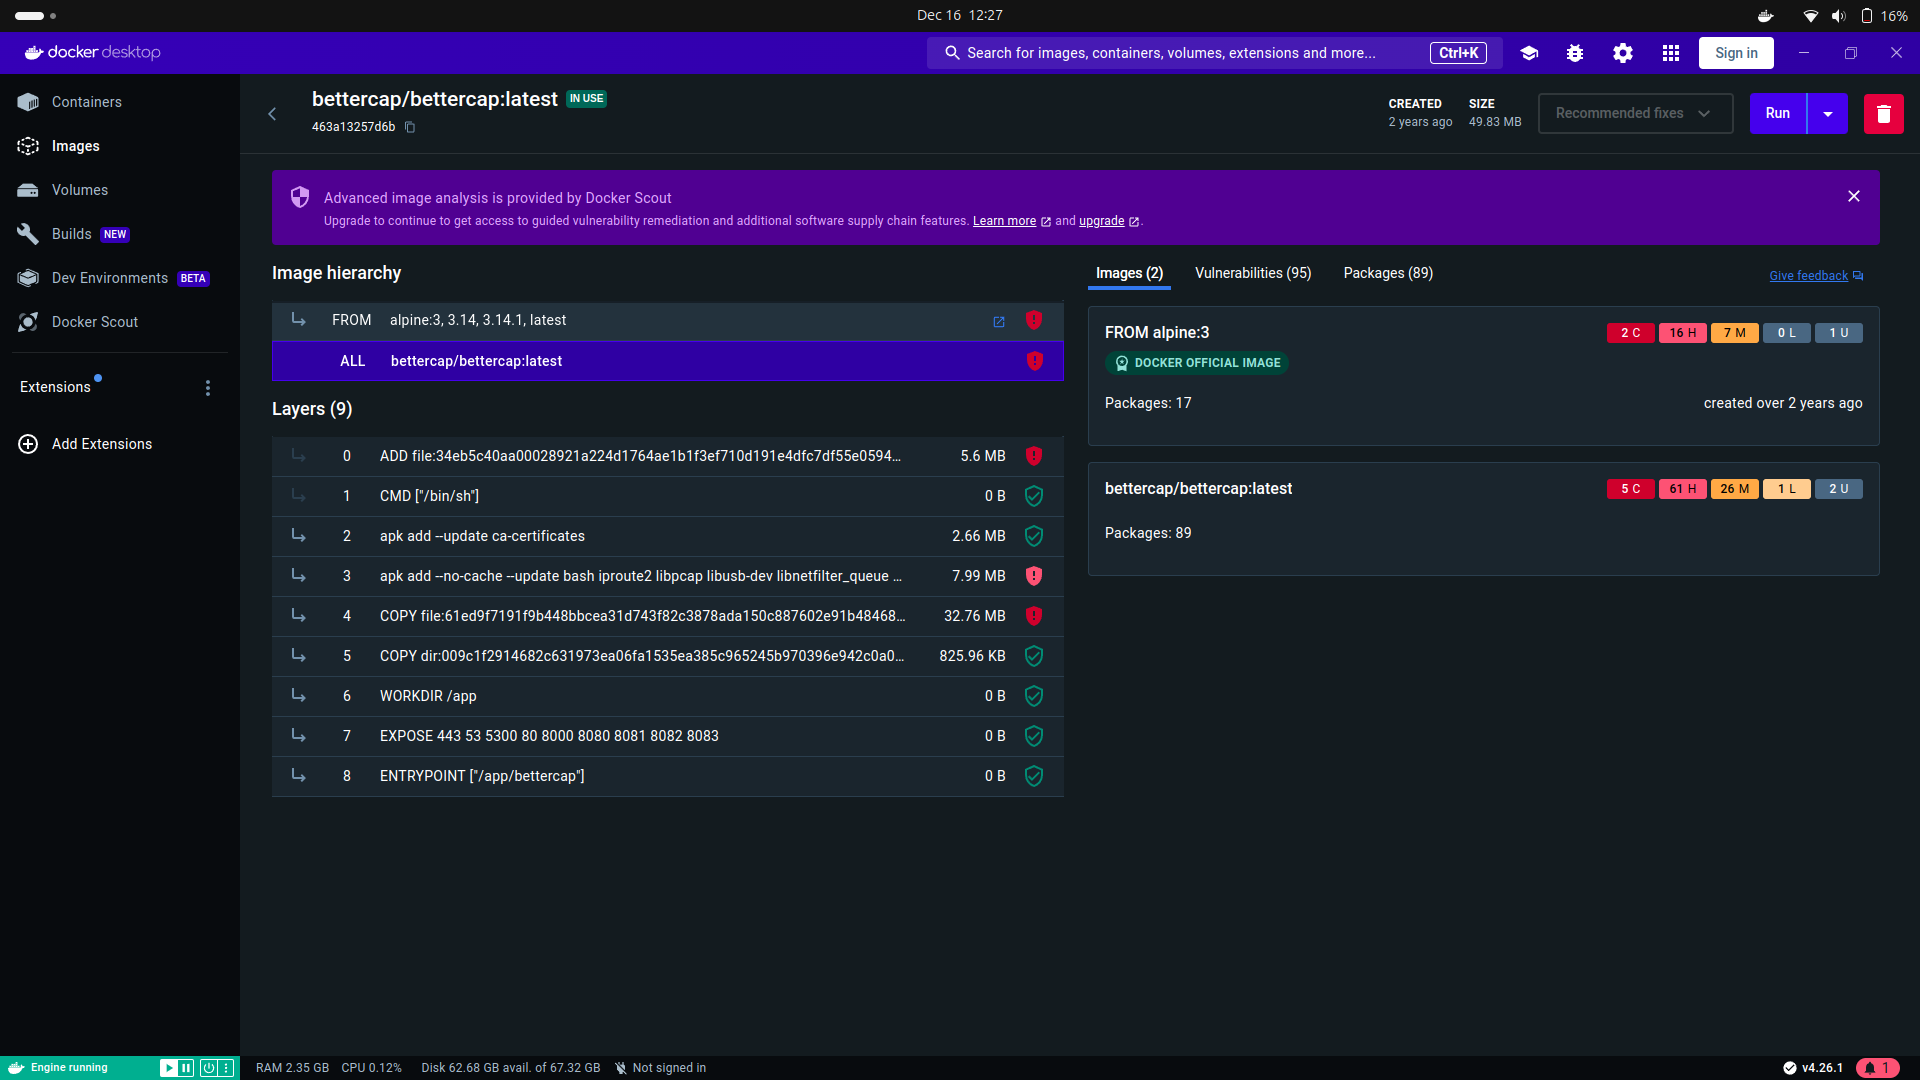 Dec 16 12:27
16%
docker desktop
Search for images, containers, volumes, extensions and more...
Ctrl+K
Sign in
Containers
Images
Volumes
Builds NEW
Dev Environments BETA
Docker Scout
Extensions
Add Extensions
bettercap/bettercap:latest IN USE
463a13257d6b
CREATED
2 years ago
SIZE
49.83 MB
Recommended fixes
Run
Advanced image analysis is provided by Docker Scout
Upgrade to continue to get access to guided vulnerability remediation and additional software supply chain features. Learn more and upgrade .
Image hierarchy
FROM alpine:3, 3.14, 3.14.1, latest
ALL bettercap/bettercap:latest
Layers (9)
0 ADD file:34eb5c40aa00028921a224d1764ae1b1f3ef710d191e4dfc7df55e0594... 5.6 MB
1 CMD ["/bin/sh"] 0 B
2 apk add --update ca-certificates 2.66 MB
3 apk add --no-cache --update bash iproute2 libpcap libusb-dev libnetfilter_queue ... 7.99 MB
4 COPY file:61ed9f7191f9b448bbcea31d743f82c3878ada150c887602e91b48468... 32.76 MB
5 COPY dir:009c1f2914682c631973ea06fa1535ea385c965245b970396e942c0a0... 825.96 KB
6 WORKDIR /app 0 B
7 EXPOSE 443 53 5300 80 8000 8080 8081 8082 8083 0 B
8 ENTRYPOINT ["/app/bettercap"] 0 B
Images (2)
Vulnerabilities (95)
Packages (89)
Give feedback
FROM alpine:3
2 C 16 H 7 M 0 L 1 U
DOCKER OFFICIAL IMAGE
Packages: 17
created over 2 years ago
bettercap/bettercap:latest
5 C 61 H 26 M 1 L 2 U
Packages: 89
Engine running
RAM 2.35 GB CPU 0.12% Disk 62.68 GB avail. of 67.32 GB Not signed in
v4.26.1
1